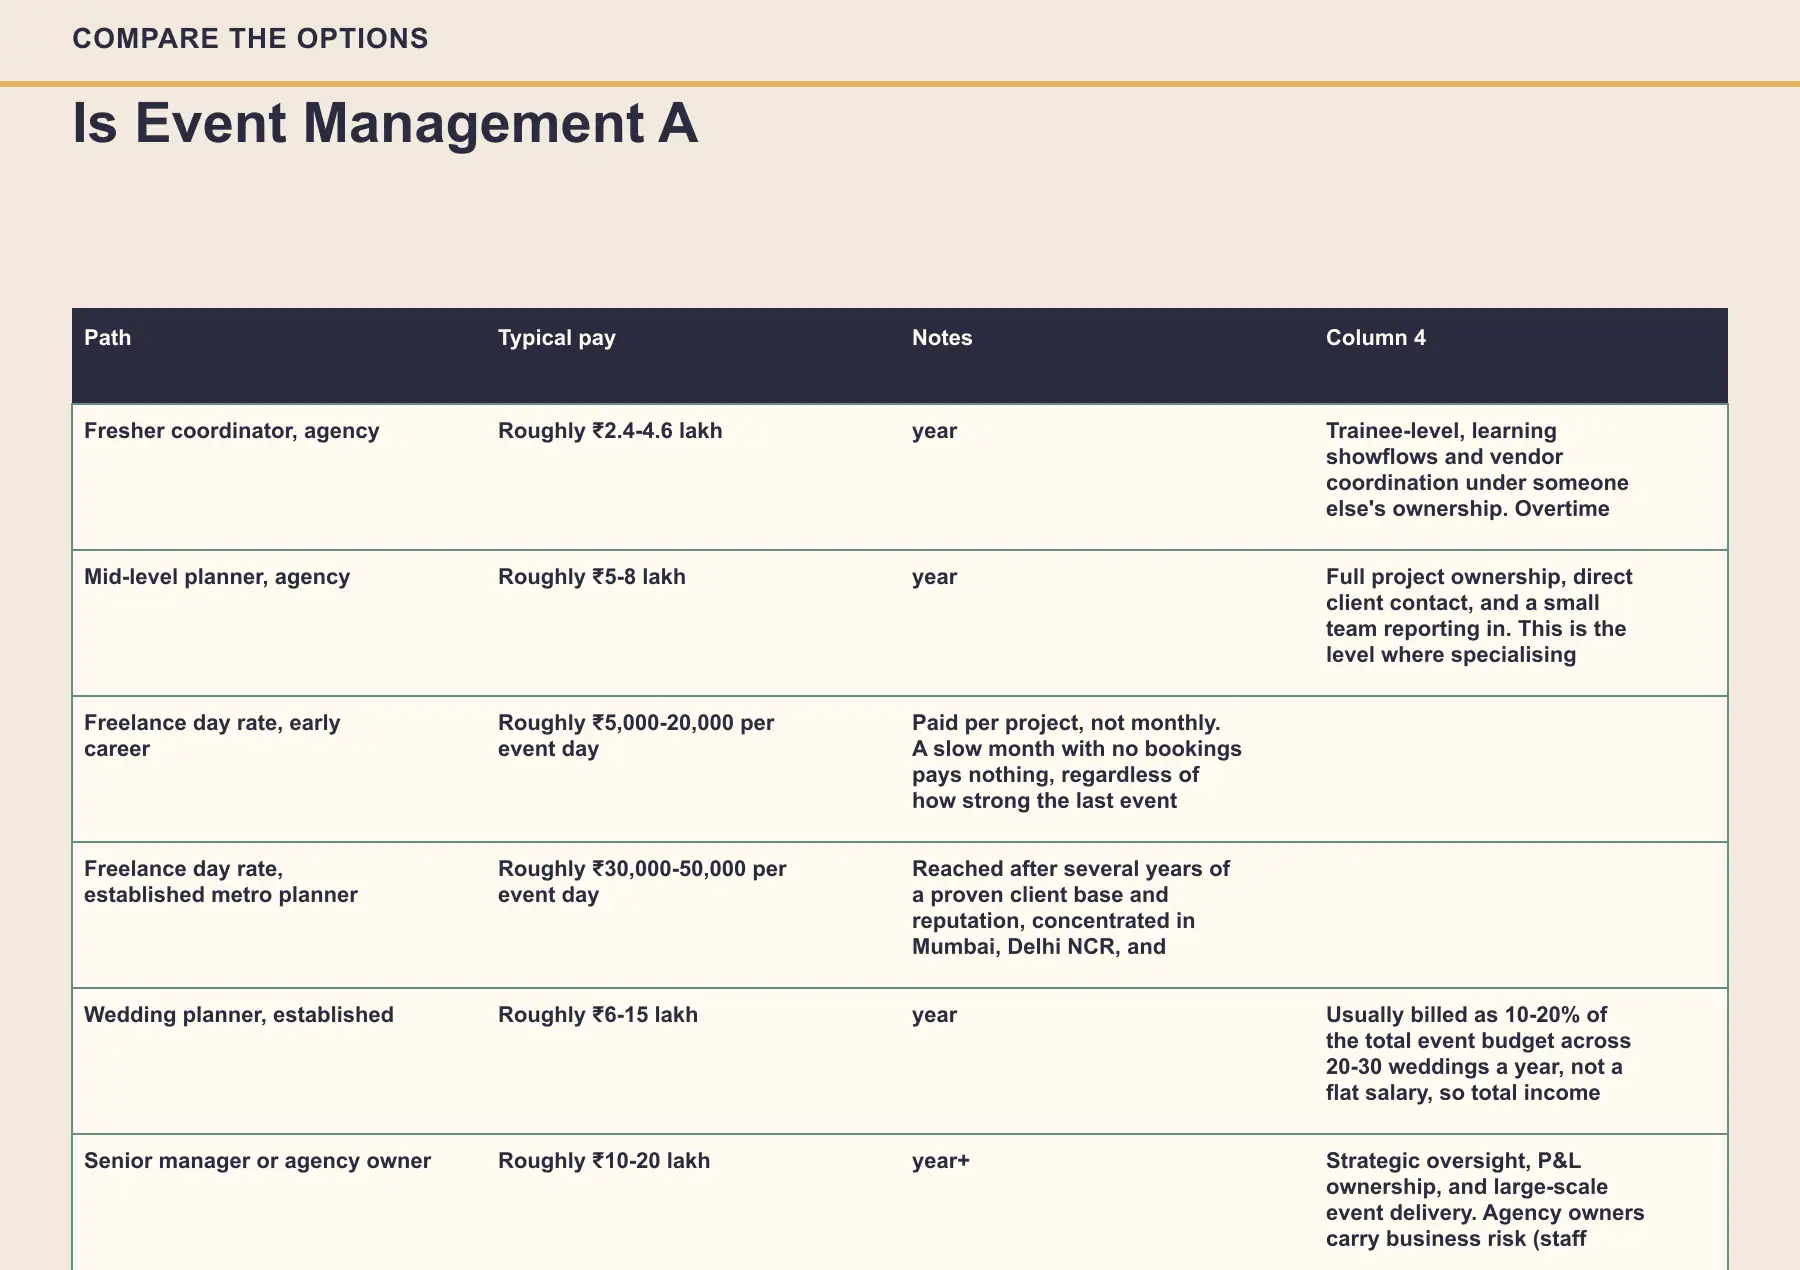 COMPARE THE OPTIONS
Is Event Management A
Path
Typical pay
Notes
Column 4
Fresher coordinator, agency
Roughly ₹2.4-4.6 lakh
year
Trainee-level, learning
showflows and vendor
coordination under someone
else's ownership. Overtime
Mid-level planner, agency
Roughly ₹5-8 lakh
year
Full project ownership, direct
client contact, and a small
team reporting in. This is the
level where specialising
Freelance day rate, early
career
Roughly ₹5,000-20,000 per
event day
Paid per project, not monthly.
A slow month with no bookings
pays nothing, regardless of
how strong the last event
Freelance day rate,
established metro planner
Roughly ₹30,000-50,000 per
event day
Reached after several years of
a proven client base and
reputation, concentrated in
Mumbai, Delhi NCR, and
Wedding planner, established
Roughly ₹6-15 lakh
year
Usually billed as 10-20% of
the total event budget across
20-30 weddings a year, not a
flat salary, so total income
Senior manager or agency owner
Roughly ₹10-20 lakh
year+
Strategic oversight, P&L
ownership, and large-scale
event delivery. Agency owners
carry business risk (staff